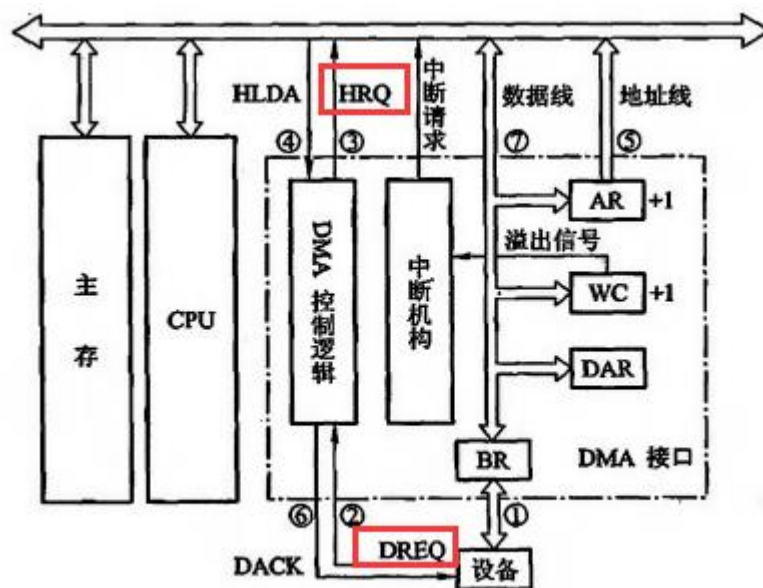 HLDA
HRQ
中断请求
数据线
地址线
④
③
⑦
⑤
主存
CPU
DMA 控制逻辑
中断机构
AR
+1
溢出信号
WC
+1
DAR
BR
DMA 接口
⑥
②
①
DREQ
DACK
设备